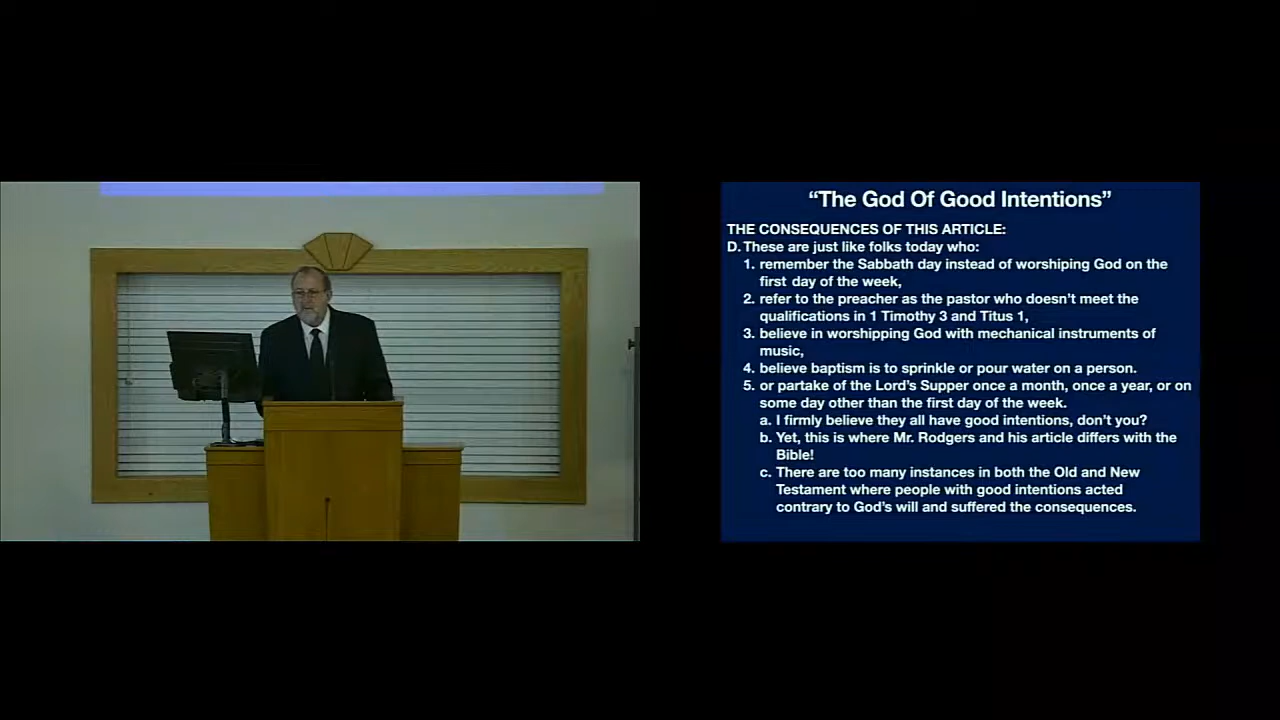 “The God Of Good Intentions”
THE CONSEQUENCES OF THIS ARTICLE:
D. These are just like folks today who:
1. remember the Sabbath day instead of worshiping God on the
first day of the week,
2. refer to the preacher as the pastor who doesn't meet the
qualifications in 1 Timothy 3 and Titus 1,
3. believe in worshipping God with mechanical instruments of
music,
4. believe baptism is to sprinkle or pour water on a person.
5. or partake of the Lord's Supper once a month, once a year, or on
some day other than the first day of the week.
a. I firmly believe they all have good intentions, don't you?
b. Yet, this is where Mr. Rodgers and his article differs with the
Bible!
c. There are too many instances in both the Old and New
Testament where people with good intentions acted
contrary to God's will and suffered the consequences.